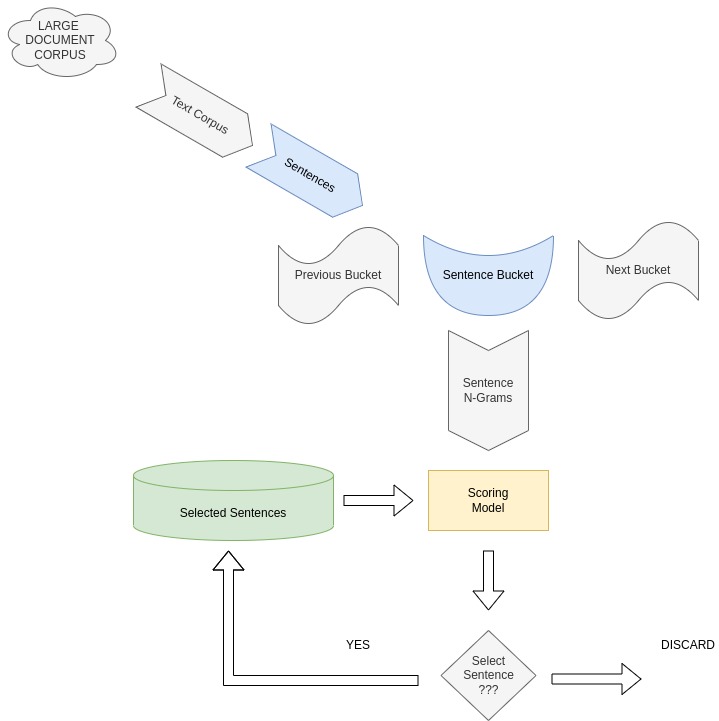 LARGE
DOCUMENT
CORPUS
Text Corpus
Sentences
Previous Bucket
Sentence Bucket
Next Bucket
Sentence
N-Grams
Selected Sentences
Scoring
Model
YES
Select
Sentence
???
DISCARD